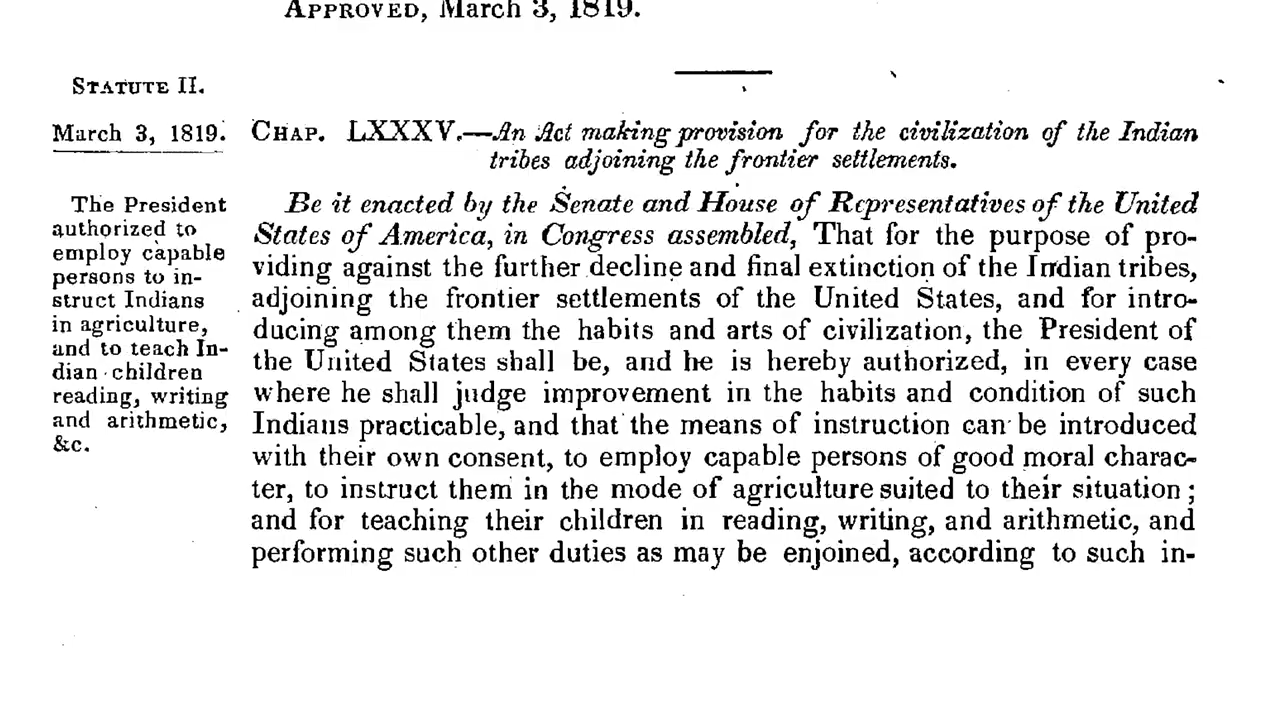 APPROVED, March 3, 1819.
STATUTE II.
March 3, 1819.
CHAP. LXXXV.—An Act making provision for the civilization of the Indian
tribes adjoining the frontier settlements.
The President
authorized to
employ capable
persons to in-
struct Indians
in agriculture,
and to teach In-
dian children
reading, writing
and arithmetic,
&c.
Be it enacted by the Senate and House of Representatives of the United
States of America, in Congress assembled, That for the purpose of pro-
viding against the further decline and final extinction of the Indian tribes,
adjoining the frontier settlements of the United States, and for intro-
ducing among them the habits and arts of civilization, the President of
the United States shall be, and he is hereby authorized, in every case
where he shall judge improvement in the habits and condition of such
Indians practicable, and that the means of instruction can be introduced
with their own consent, to employ capable persons of good moral charac-
ter, to instruct them in the mode of agriculture suited to their situation;
and for teaching their children in reading, writing, and arithmetic, and
performing such other duties as may be enjoined, according to such in-